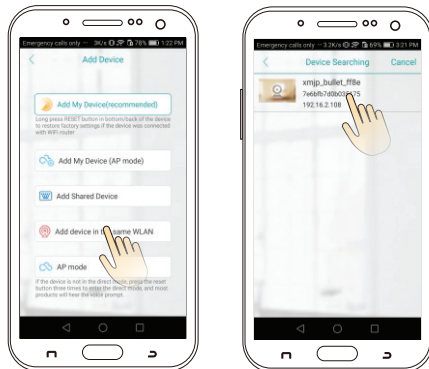 Emergency calls only ··· 3K/s 78% 1:22 PM
Add Device
Add My Device(recommended)
Long press RESET button in bottom/back of the device
to restore factory settings if the device was connected
with WiFi router
Add My Device (AP mode)
Add Shared Device
Add device in the same WLAN
AP mode
If the device is not in the direct mode, press the reset
button three times to enter the direct mode, and most
products will hear the voice prompt.
Emergency calls only ··· 3.2K/s 69% 3:21 PM
Device Searching
Cancel
xmjp_bullet_ff8e
192.16.2.108